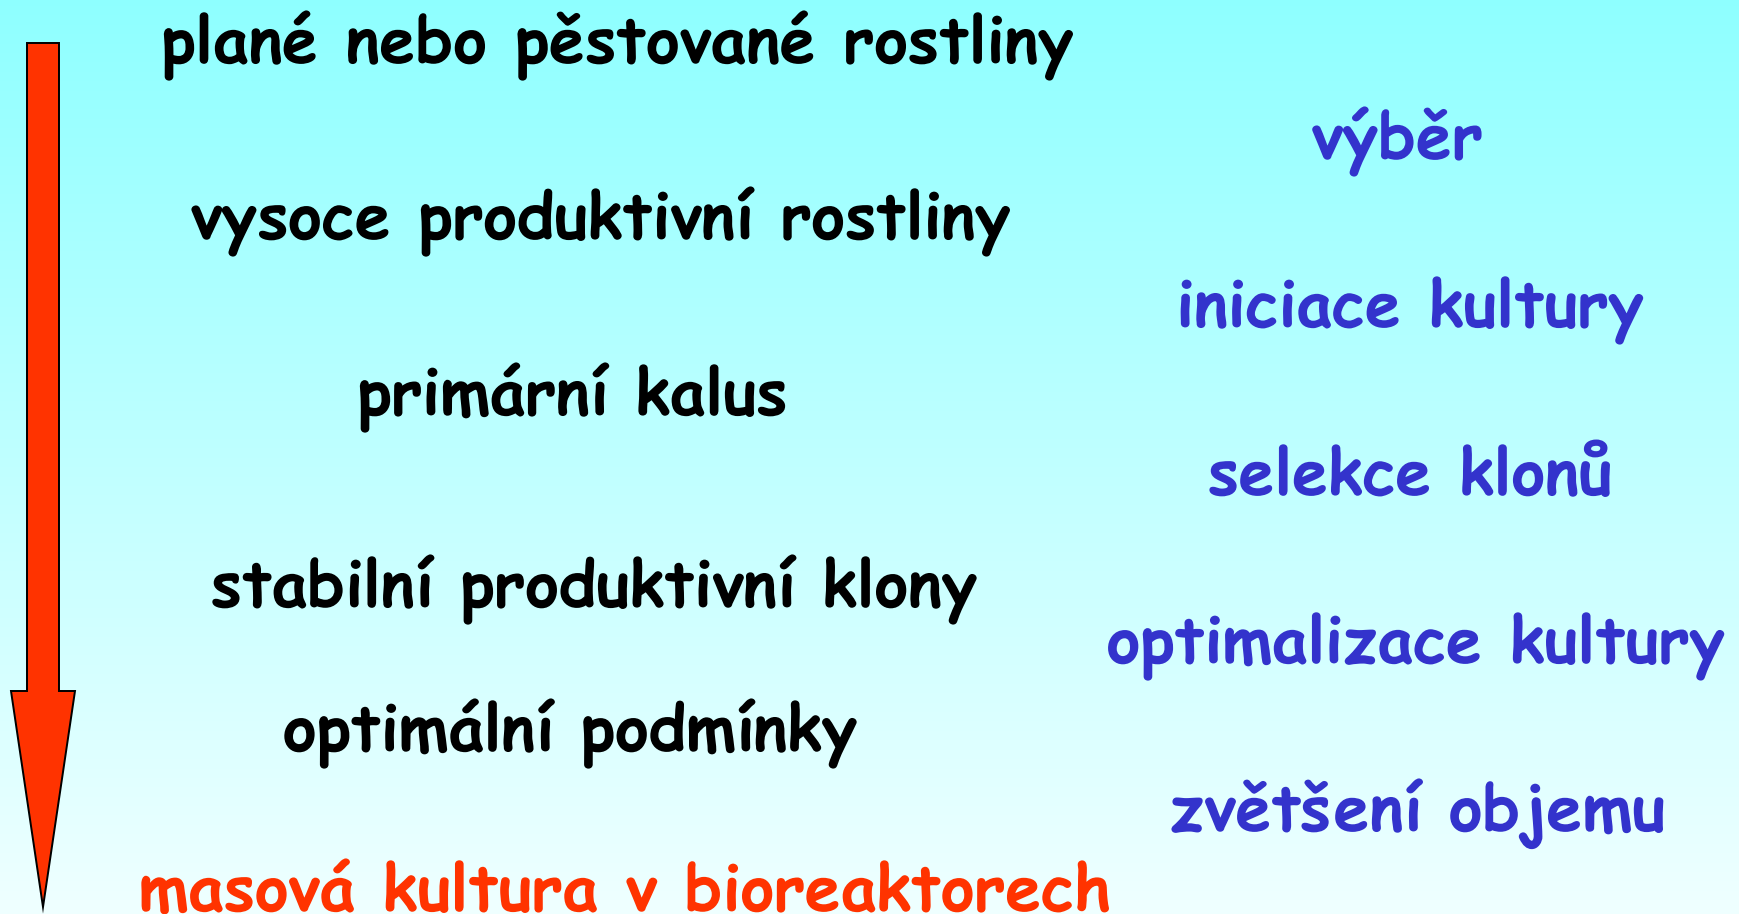 plané nebo pěstované rostliny
výběr
vysoce produktivní rostliny
iniciace kultury
primární kalus
selekce klonů
stabilní produktivní klony
optimalizace kultury
optimální podmínky
zvětšení objemu
masová kultura v bioreaktorech